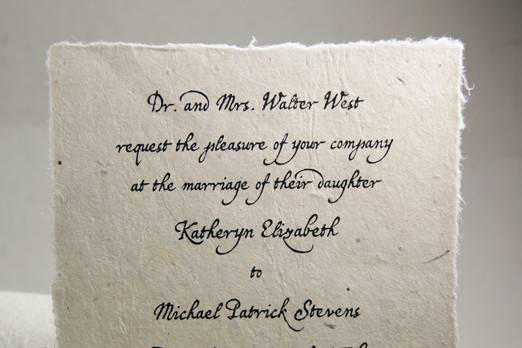 Dr. and Mrs. Walter West
request the pleasure of your company
at the marriage of their daughter
Katheryn Elizabeth
to
Michael Patrick Stevens